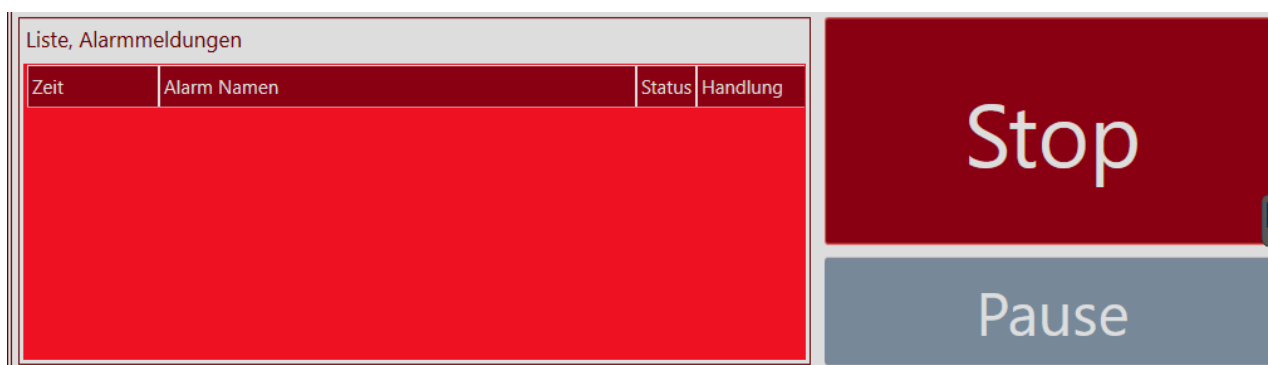 Liste, Alarmmeldungen
Zeit Alarm Namen Status Handlung
Stop
Pause